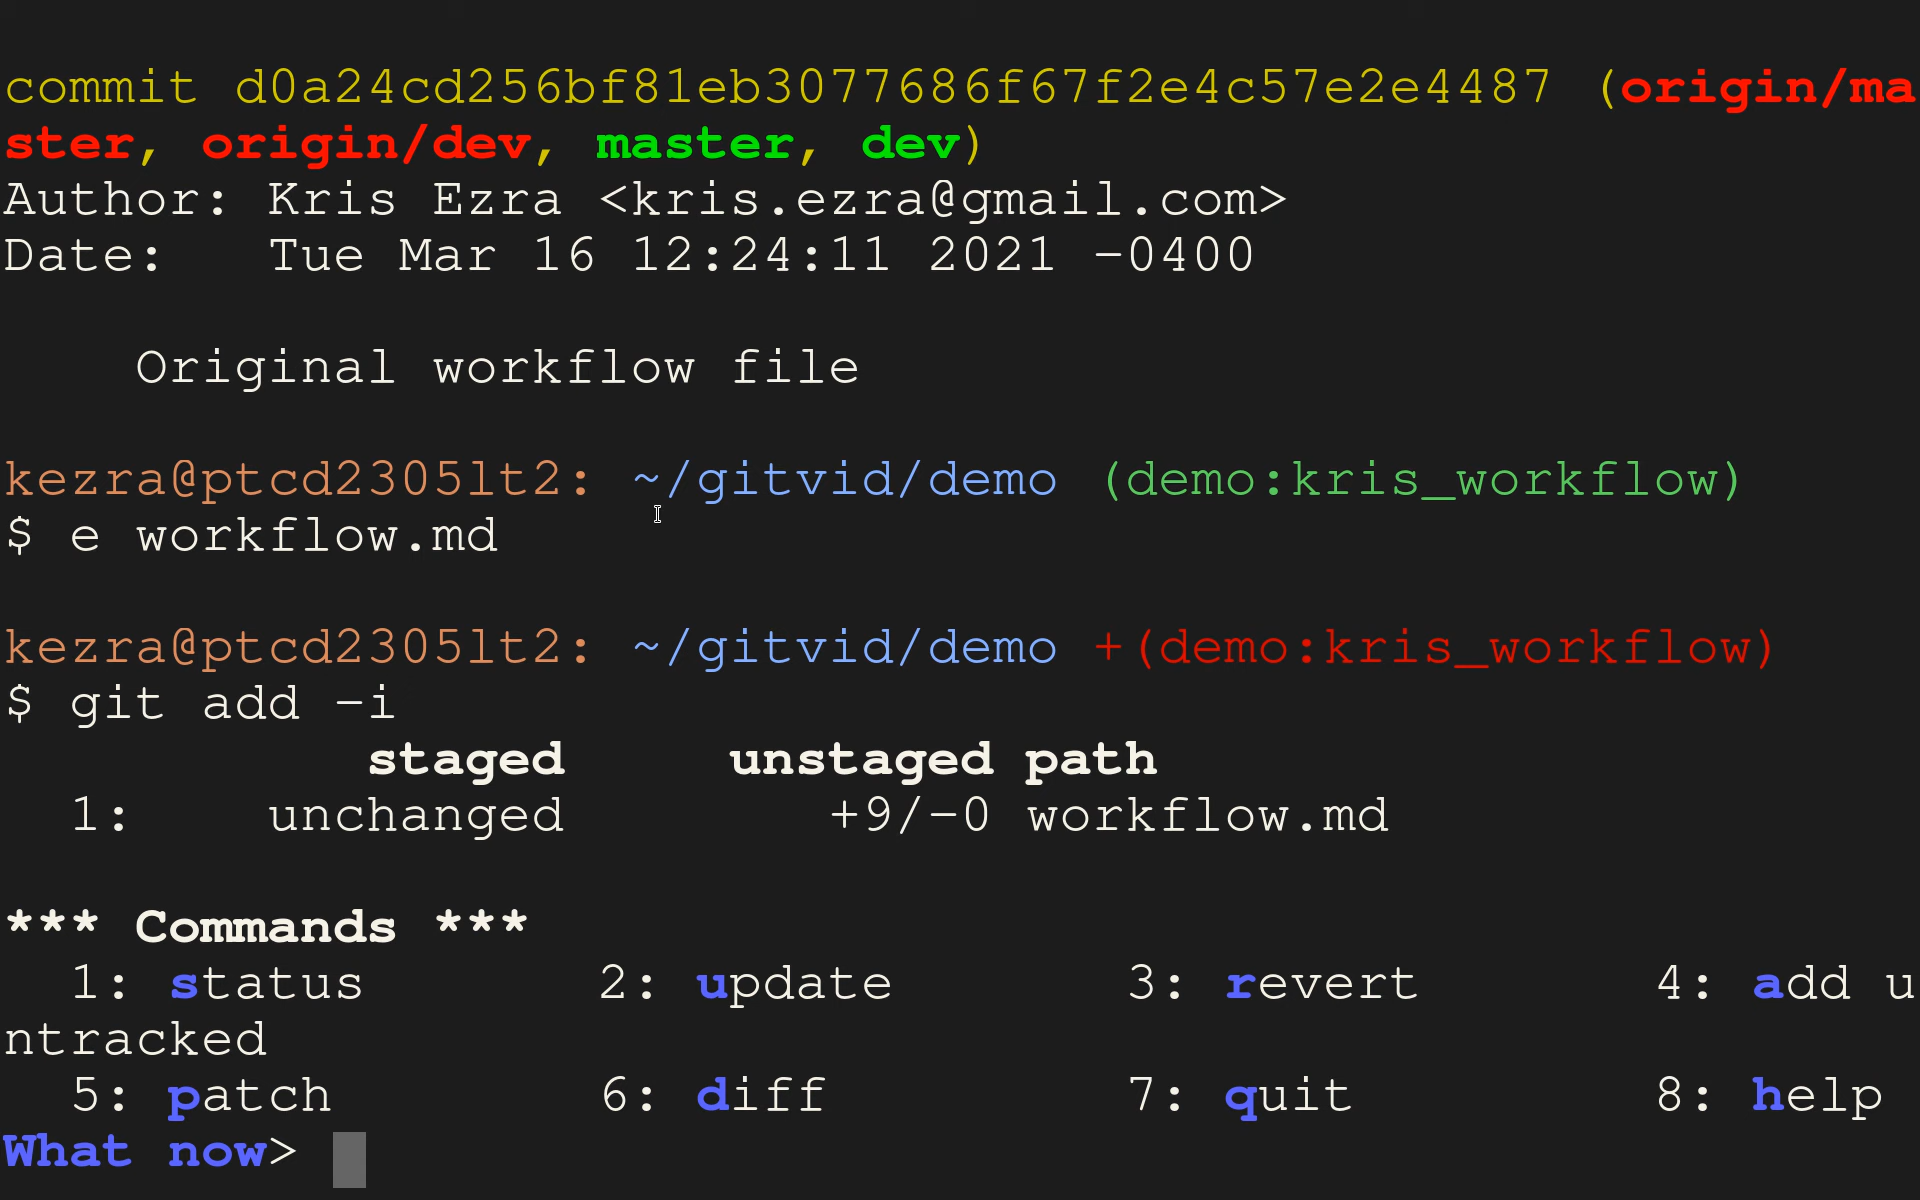 commit d0a24cd256bf81eb3077686f67f2e4c57e2e4487 (origin/ma
ster, origin/dev, master, dev)
Author: Kris Ezra <kris.ezra@gmail.com>
Date:   Tue Mar 16 12:24:11 2021 -0400
    Original workflow file
kezra@ptcd2305lt2: ~/gitvid/demo (demo:kris_workflow)
$ e workflow.md
kezra@ptcd2305lt2: ~/gitvid/demo +(demo:kris_workflow)
$ git add -i
           staged     unstaged path
  1:    unchanged        +9/-0 workflow.md
*** Commands ***
  1: status       2: update       3: revert       4: add u
ntracked
  5: patch        6: diff         7: quit         8: help
What now>